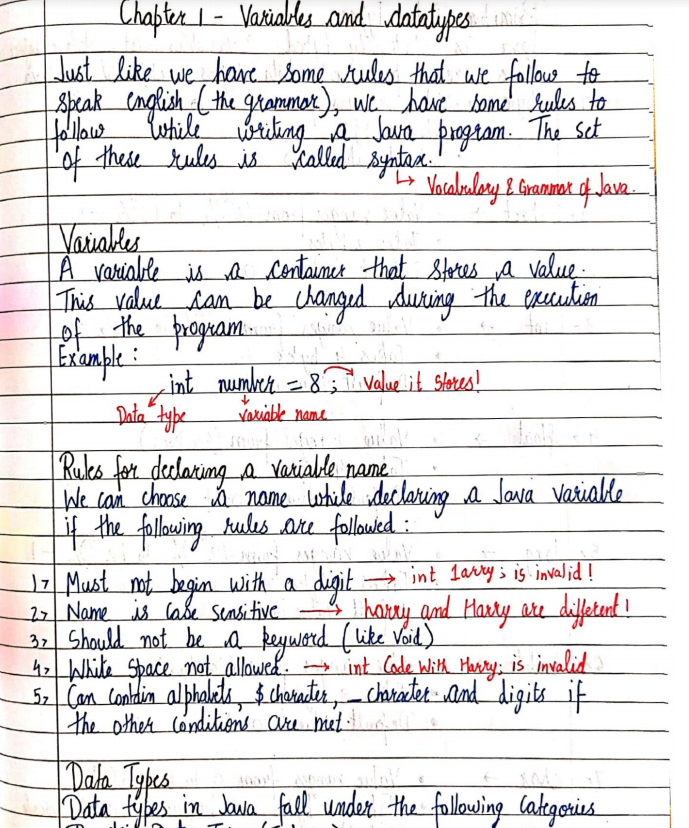 Chapter 1 - Variables and datatypes
Just like we have some rules that we follow to
speak english (the grammar), we have some rules to
follow while writing a Java program. The set
of these rules is called syntax.
↳ Vocabulary & Grammar of Java.
Variables
A variable is a container that stores a value.
This value can be changed during the execution
of the program
Example :
int number = 8 ; → value it stores!
Data type variable name
Rules for declaring a variable name
We can choose a name while declaring a Java variable
if the following rules are followed :
1> Must not begin with a digit → int 1arry; is invalid!
2> Name is case sensitive → harry and Harry are different!
3> Should not be a keyword (like Void)
4> White space not allowed. → int Code With Harry; is invalid
5> Can contain alphabets, $ character, _ character and digits if
the other conditions are met.
Data Types
Data types in Java fall under the following categories